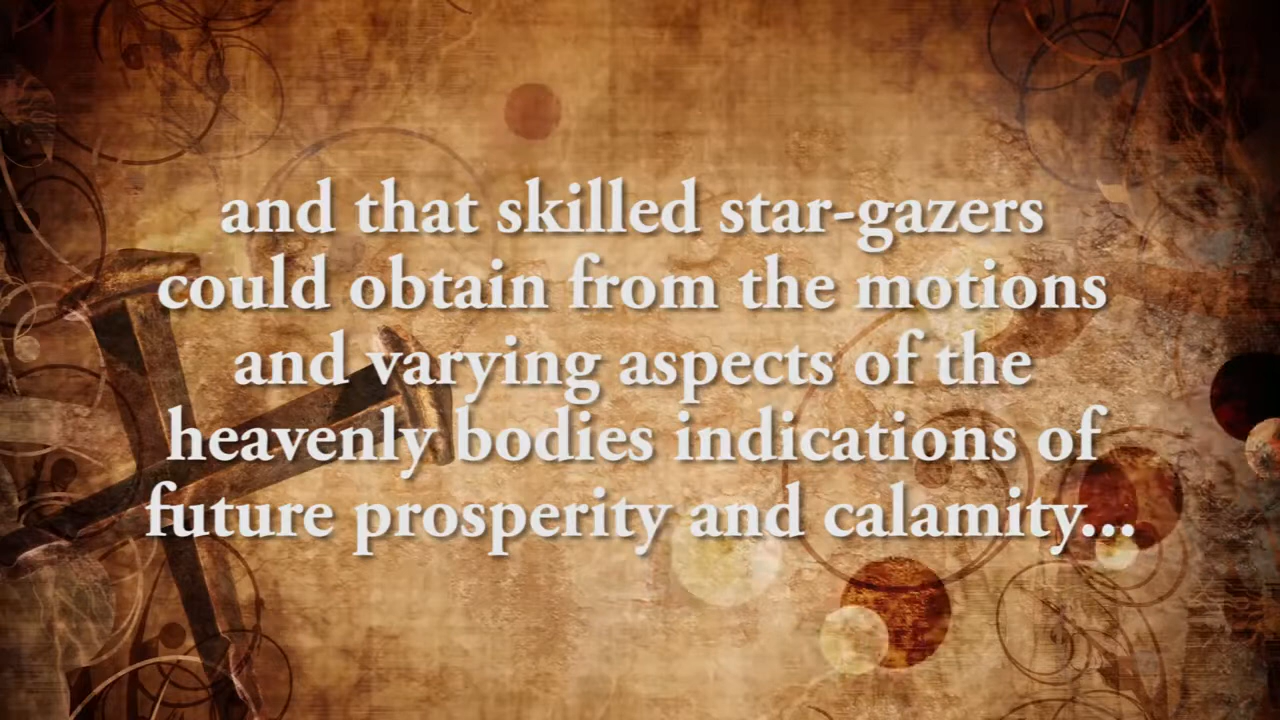 and that skilled star-gazers
could obtain from the motions
and varying aspects of the
heavenly bodies indications of
future prosperity and calamity...